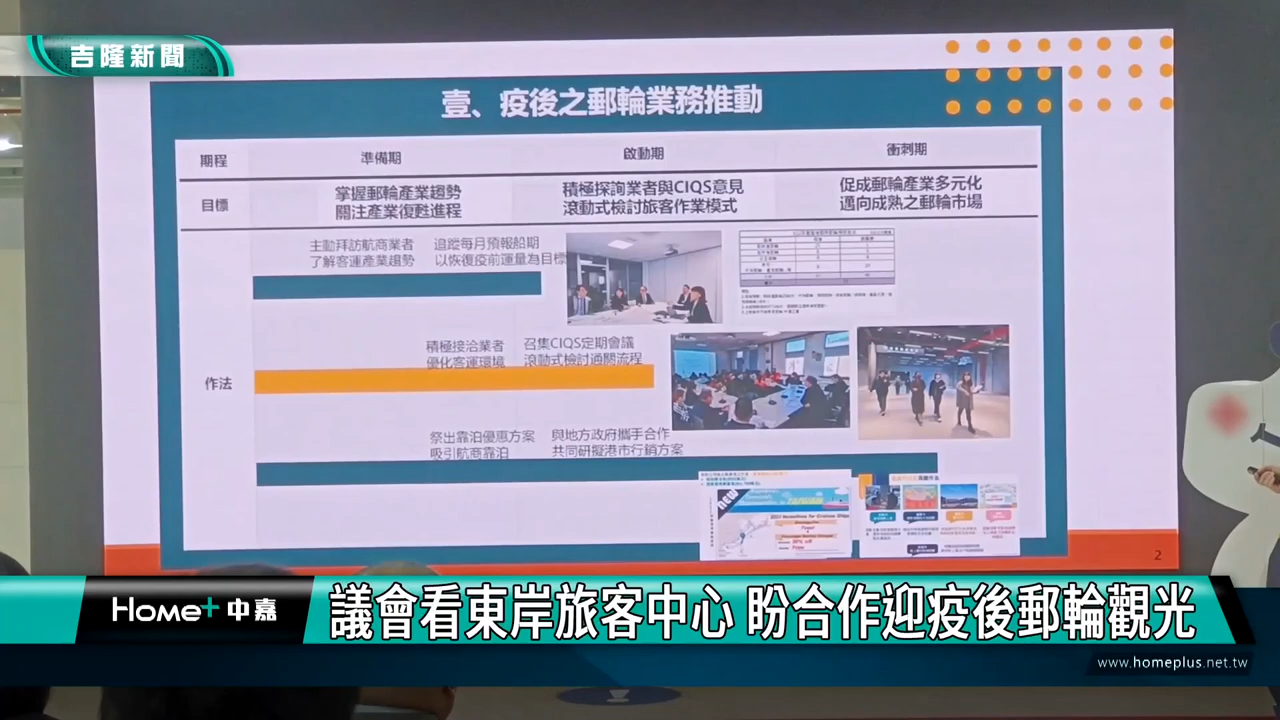 吉隆新聞
壹、疫後之郵輪業務推動
期程 準備期 啟動期 衝刺期
目標
掌握郵輪產業趨勢
關注產業復甦進程
積極探詢業者與CIQS意見
滾動式檢討旅客作業模式
促成郵輪產業多元化
邁向成熟之郵輪市場
作法
主動拜訪航商業者
了解客運產業趨勢
追蹤每月預報船期
以恢復疫前運量為目標
積極接洽業者
優化客運環境
召集CIQS定期會議
滾動式檢討通關流程
祭出靠泊優惠方案
吸引航商靠泊
與地方政府攜手合作
共同研擬港市行銷方案
new
2
Home+ 中嘉
議會看東岸旅客中心 盼合作迎疫後郵輪觀光
www.homeplus.net.tw